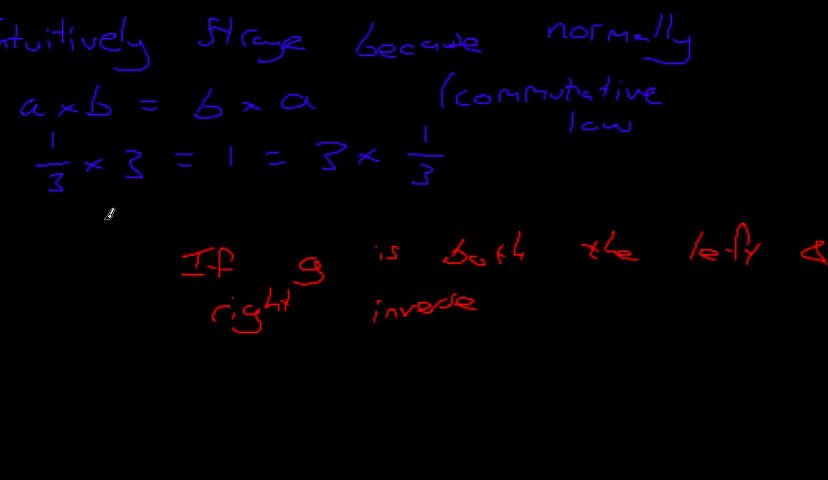 ntuitively strage because normally
a × b = b × a (commutative
law
1/3 × 3 = 1 = 3 × 1/3
If g is both the left &
right inverse